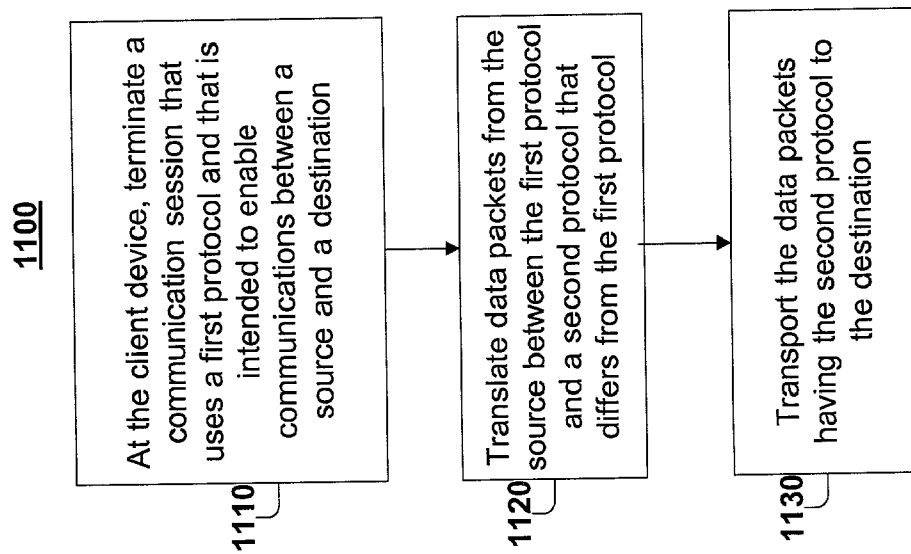 1100
At the client device, terminate a
communication session that
uses a first protocol and that is
intended to enable
communications between a
source and a destination
1110
Translate data packets from the
source between the first protocol
and a second protocol that
differs from the first protocol
1120
Transport the data packets
having the second protocol to
the destination
1130